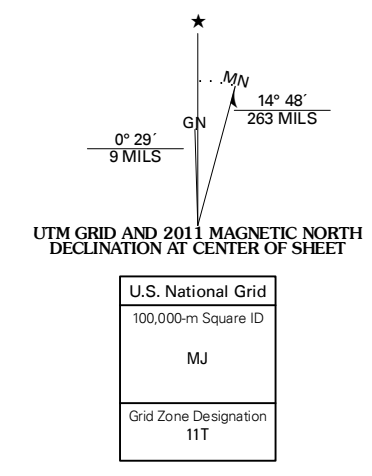 ★
MN
GN
14° 48´
263 MILS
0° 29´
9 MILS
UTM GRID AND 2011 MAGNETIC NORTH
DECLINATION AT CENTER OF SHEET
U.S. National Grid
100,000-m Square ID
MJ
Grid Zone Designation
11T